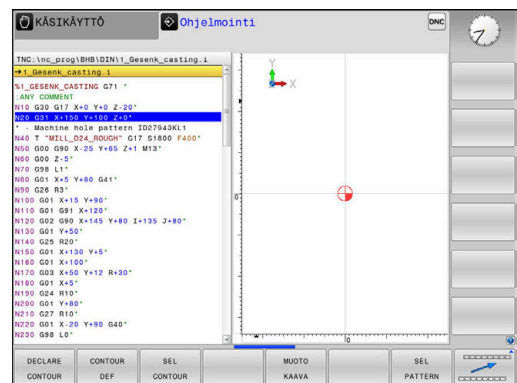 KÄSIKÄYTTÖ
Ohjelmointi
DNC
TNC:\nc_prog\BHB\DIN\1_Gesenk_casting.i
→1_Gesenk_casting.i
%1_GESENK_CASTING G71 *
;ANY COMMENT
N10 G30 G17 X+0 Y+0 Z-20*
N20 G31 X+150 Y+100 Z+0*
* - Machine hole pattern ID27943KL1
N40 T "MILL_D24_ROUGH" G17 S1800 F400*
N50 G00 G90 X-25 Y+65 Z+1 M13*
N60 G00 Z-5*
N70 G98 L1*
N80 G01 X+5 Y+80 G41*
N90 G26 R3*
N100 G01 X+15 Y+90*
N110 G01 G91 X+120*
N120 G02 G90 X+145 Y+80 I+135 J+80*
N130 G01 Y+50*
N140 G25 R20*
N150 G01 X+130 Y+5*
N160 G01 X+100*
N170 G03 X+50 Y+12 R+30*
N180 G01 X+5*
N190 G24 R10*
N200 G01 Y+80*
N210 G27 R10*
N220 G01 X-20 Y+90 G40*
N230 G98 L0*
Y
X
0
0
DECLARE CONTOUR
CONTOUR DEF
SEL CONTOUR
MUOTO KAAVA
SEL PATTERN